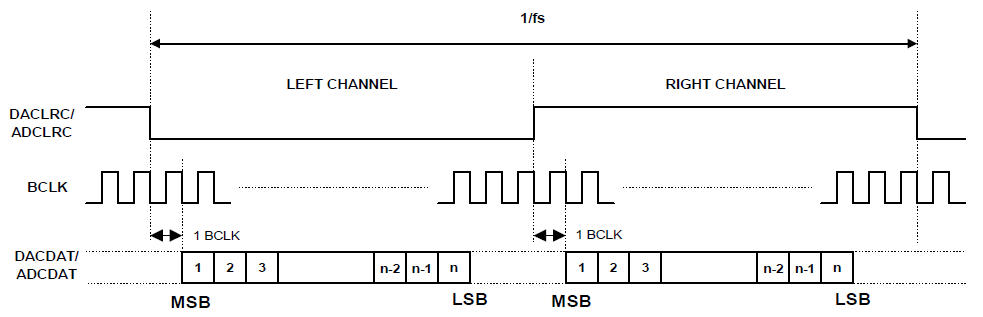 1/fs
LEFT CHANNEL
RIGHT CHANNEL
DACLRC/
ADCLRC
BCLK
1 BCLK
1 BCLK
DACDAT/
ADCDAT
1 2 3 n-2 n-1 n 1 2 3 n-2 n-1 n
MSB LSB MSB LSB